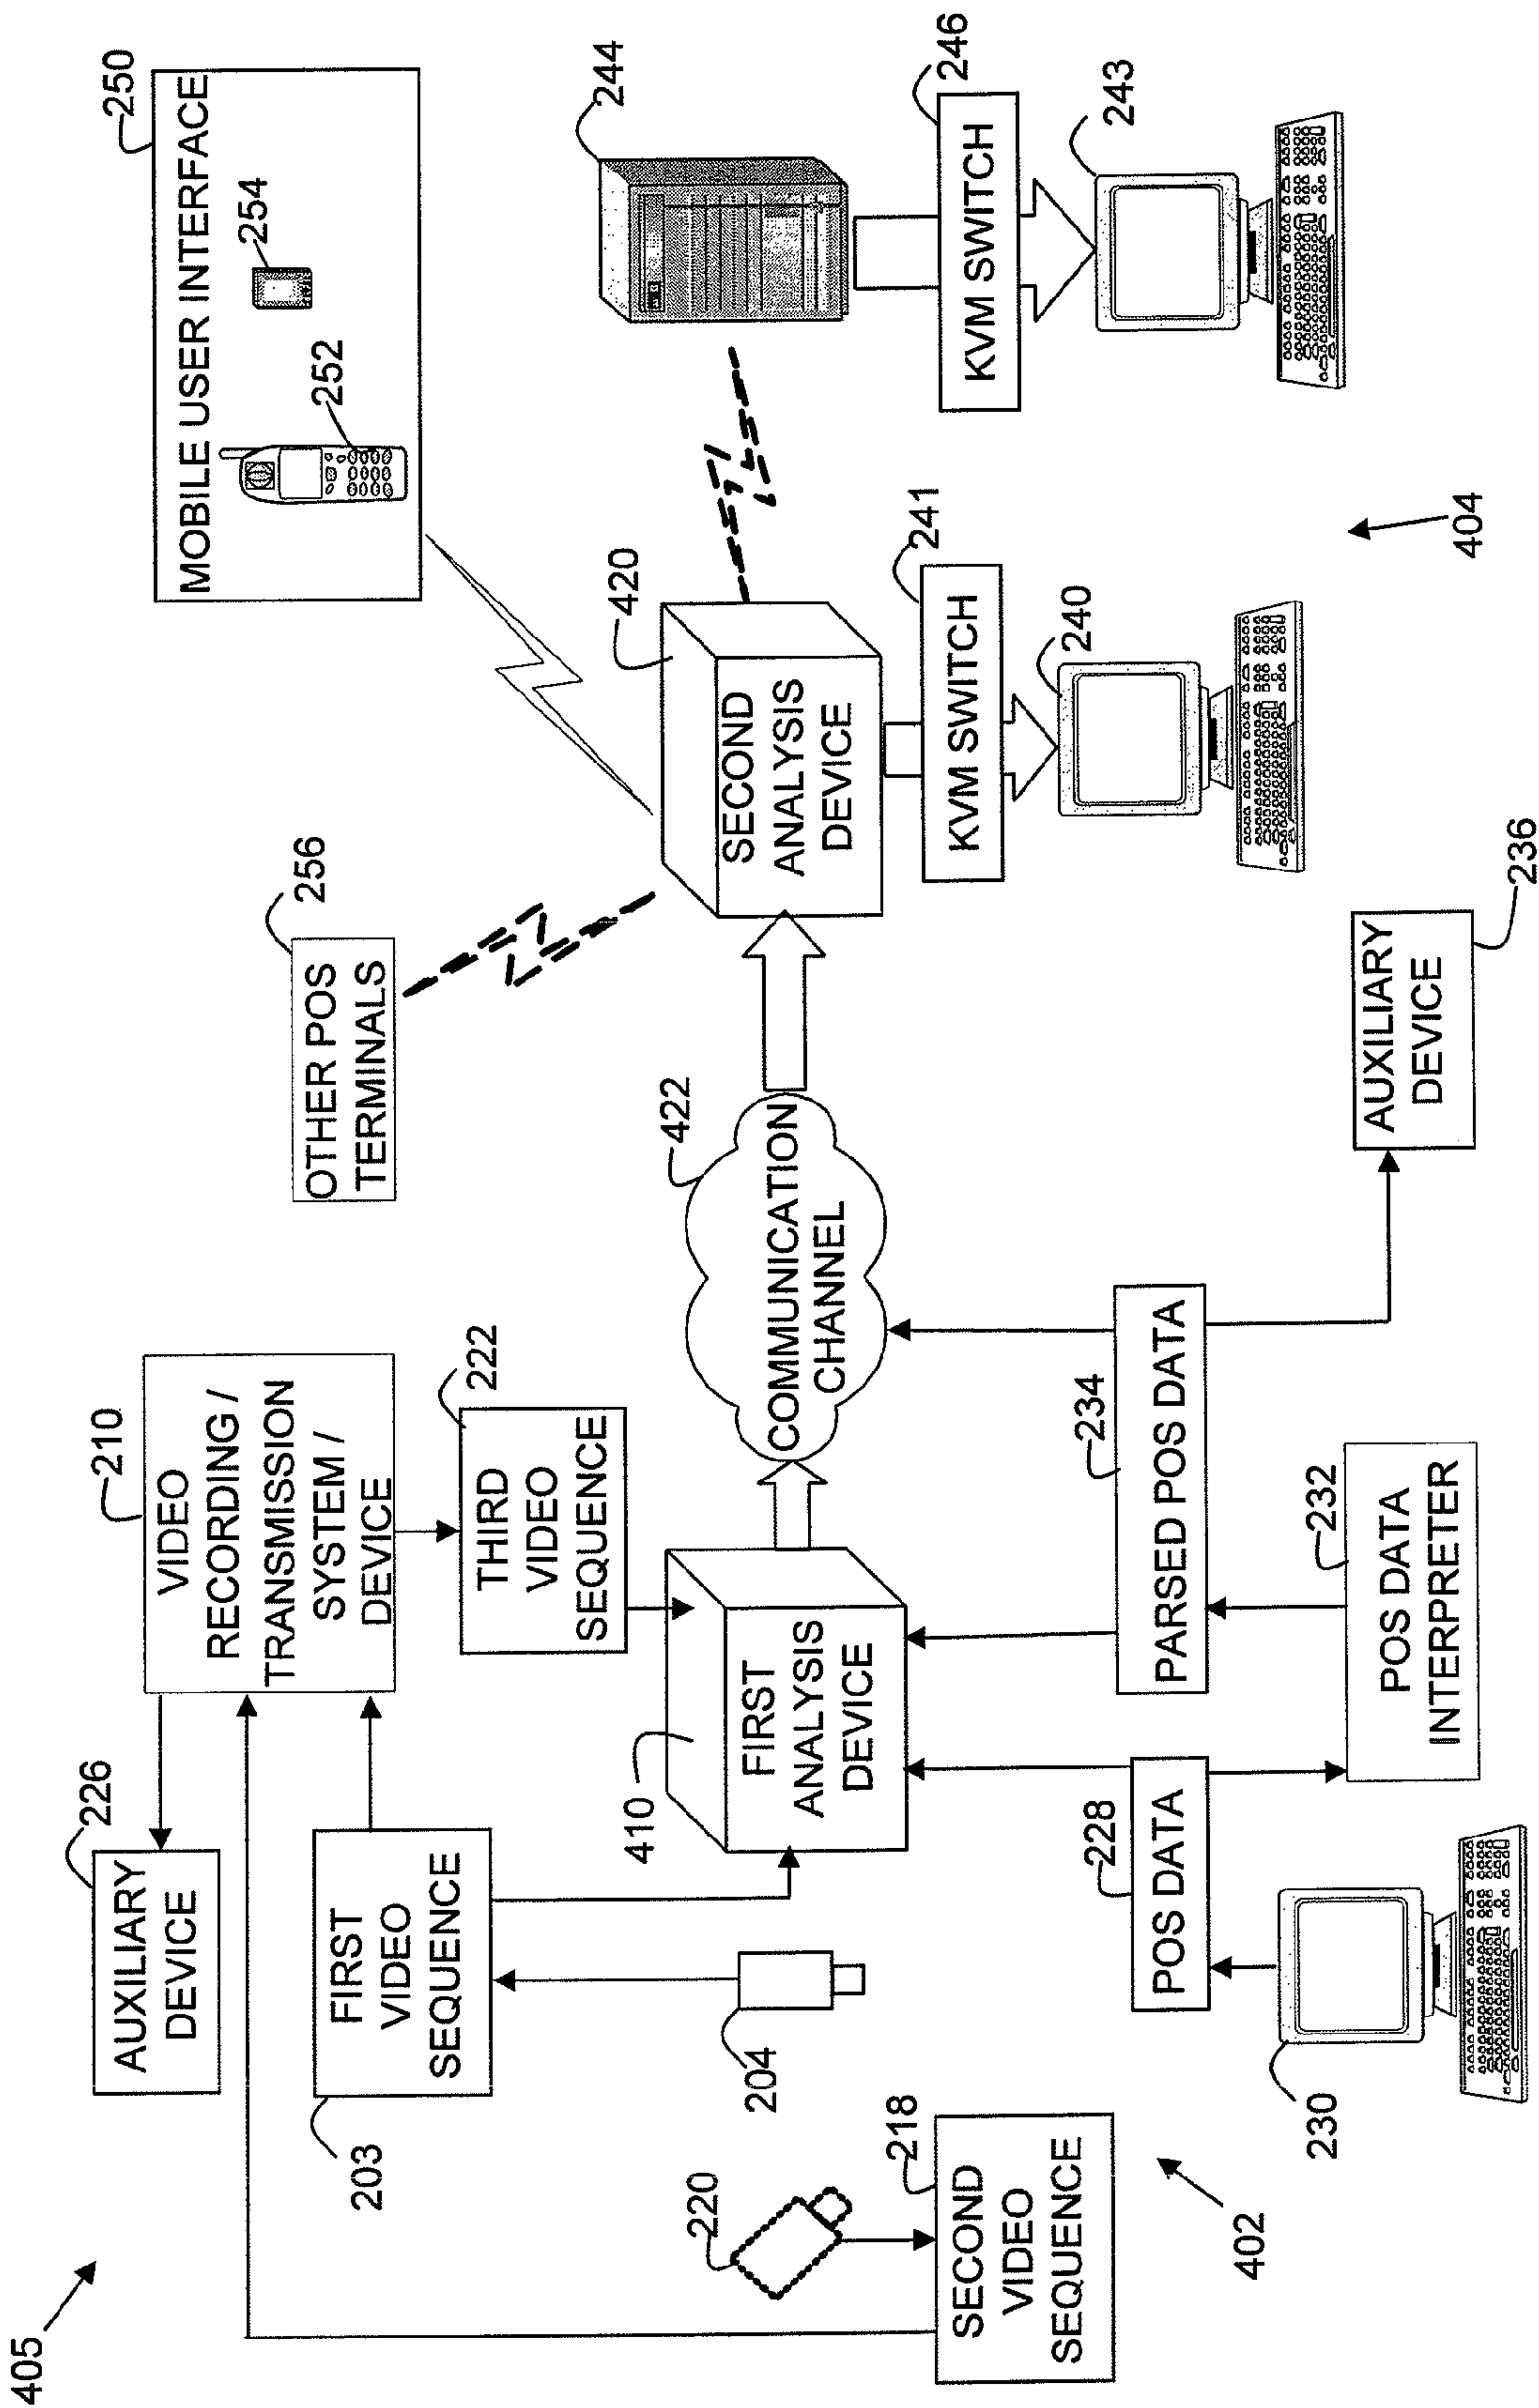 405
226
AUXILIARY
DEVICE
210
VIDEO
RECORDING /
TRANSMISSION
SYSTEM /
DEVICE
222
THIRD
VIDEO
SEQUENCE
203
FIRST
VIDEO
SEQUENCE
204
220
218
SECOND
VIDEO
SEQUENCE
402
410
FIRST
ANALYSIS
DEVICE
422
COMMUNICATION
CHANNEL
256
OTHER POS
TERMINALS
250
MOBILE USER INTERFACE
252
254
420
SECOND
ANALYSIS
DEVICE
244
241
KVM SWITCH
240
246
KVM SWITCH
243
404
228
POS DATA
230
234
PARSED POS DATA
232
POS DATA
INTERPRETER
236
AUXILIARY
DEVICE